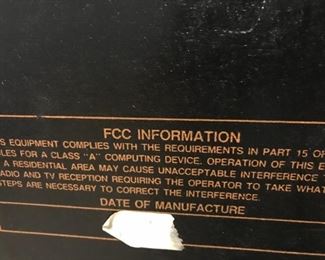 FCC INFORMATION
S EQUIPMENT COMPLIES WITH THE REQUIREMENTS IN PART 15 OF
LES FOR A CLASS "A" COMPUTING DEVICE. OPERATION OF THIS E
A RESIDENTIAL AREA MAY CAUSE UNACCEPTABLE INTERFERENCE
ADIO AND TV RECEPTION REQUIRING THE OPERATOR TO TAKE WHAT
STEPS ARE NECESSARY TO CORRECT THE INTERFERENCE.
DATE OF MANUFACTURE